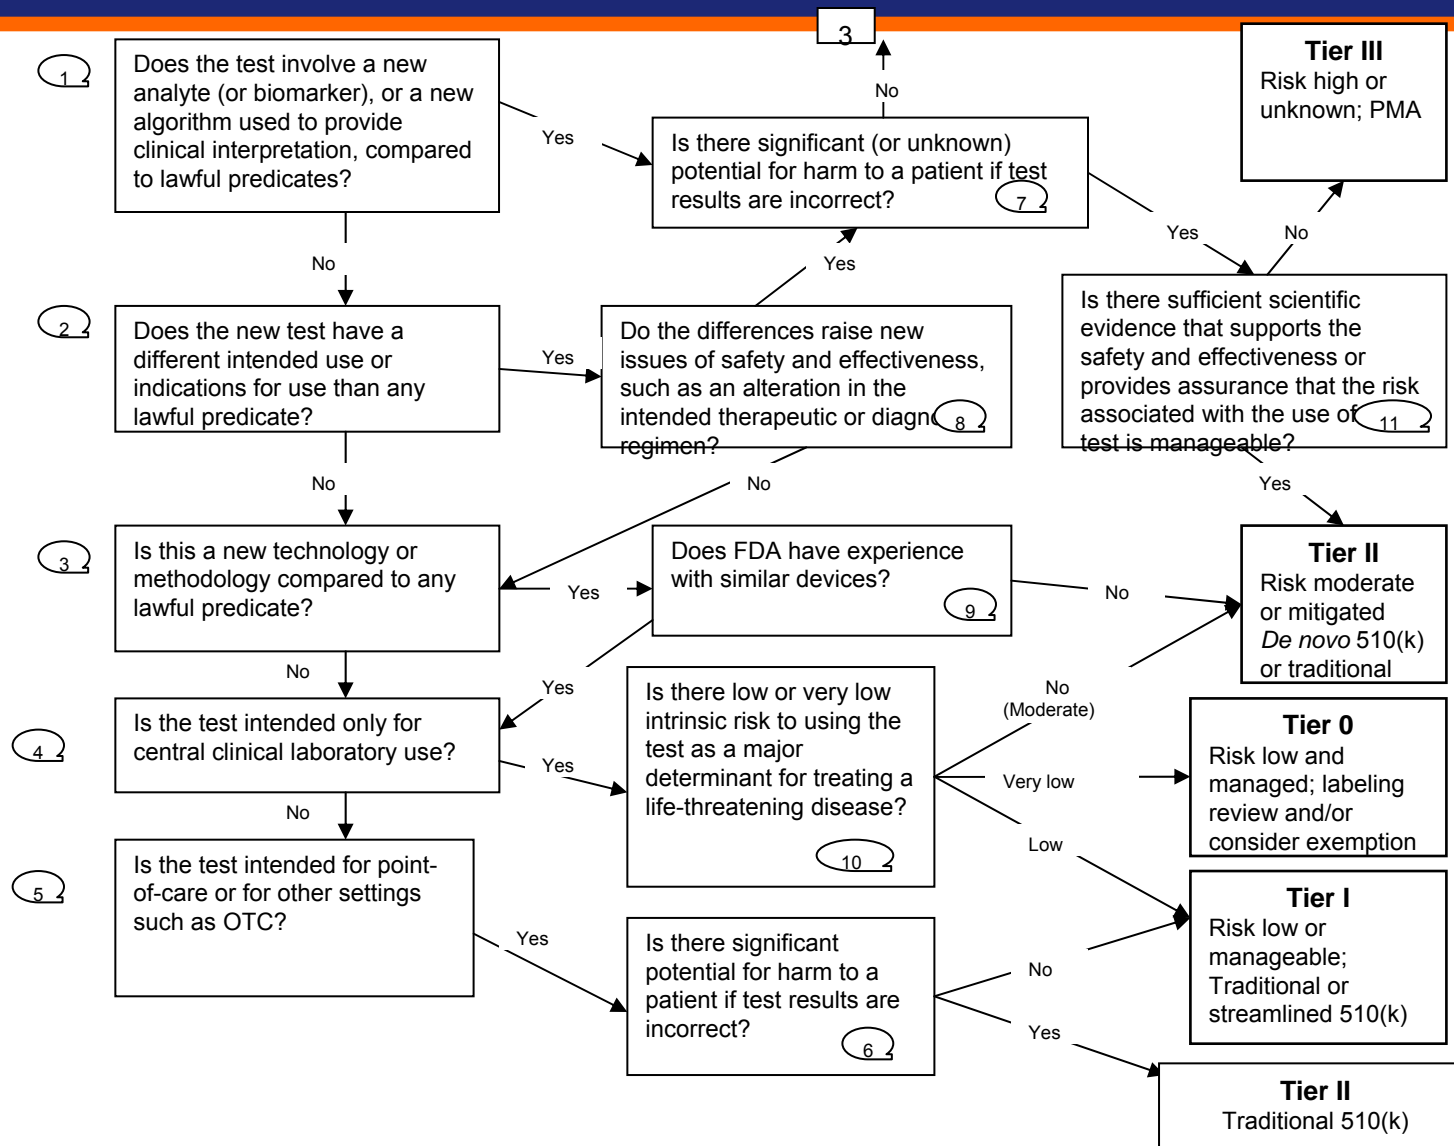 3
Tier III
Risk high or
unknown; PMA
1
Does the test involve a new
analyte (or biomarker), or a new
algorithm used to provide
clinical interpretation, compared
to lawful predicates?
No
Yes
Is there significant (or unknown)
potential for harm to a patient if test
results are incorrect?
7
Yes
No
No
Yes
2
Does the new test have a
different intended use or
indications for use than any
lawful predicate?
Yes
Do the differences raise new
issues of safety and effectiveness,
such as an alteration in the
intended therapeutic or
regimen?
8
Is there sufficient scientific
evidence that supports the
safety and effectiveness or
provides assurance that the risk
associated with the use of
test is manageable?
11
No
No
Yes
3
Is this a new technology or
methodology compared to any
lawful predicate?
Yes
Does FDA have experience
with similar devices?
9
No
Tier II
Risk moderate
or mitigated
De novo 510(k)
or traditional
No
Yes
4
Is the test intended only for
central clinical laboratory use?
Yes
Is there low or very low
intrinsic risk to using the
test as a major
determinant for treating a
life-threatening disease?
10
No
(Moderate)
Very low
Low
Tier 0
Risk low and
managed; labeling
review and/or
consider exemption
No
5
Is the test intended for point-
of-care or for other settings
such as OTC?
Yes
Is there significant
potential for harm to a
patient if test results are
incorrect?
6
No
Yes
Tier I
Risk low or
manageable;
Traditional or
streamlined 510(k)
Tier II
Traditional 510(k)